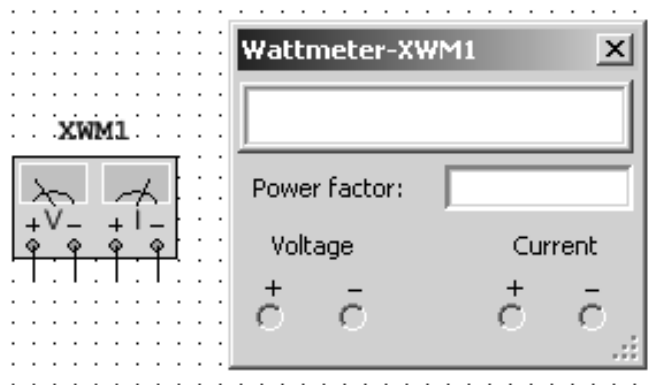 XWM1
+ V - + I -
Wattmeter-XWM1
Power factor:
Voltage Current
+ - + -